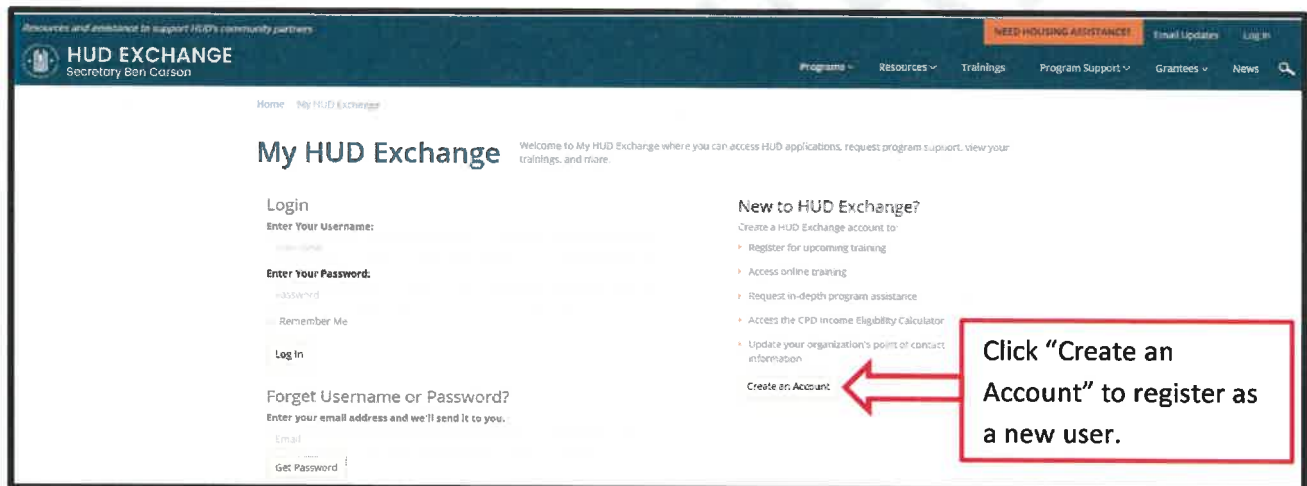 Resources and assistance to support HUD's community partners
NEED HOUSING ASSISTANCE?
Email Updates
Log In
HUD EXCHANGE
Secretary Ben Carson
Programs
Resources
Trainings
Program Support
Grantees
News
Home
My HUD Exchange
My HUD Exchange
Welcome to My HUD Exchange where you can access HUD applications, request program support, view your
trainings, and more.
Login
Enter Your Username:
Enter Your Password:
Password
Remember Me
Log In
Forget Username or Password?
Enter your email address and we'll send it to you.
Email
Get Password
New to HUD Exchange?
Create a HUD Exchange account to:
Register for upcoming training
Access online training
Request in-depth program assistance
Access the CPD Income Eligibility Calculator
Update your organization's point of contact
information
Create an Account
Click "Create an
Account" to register as
a new user.